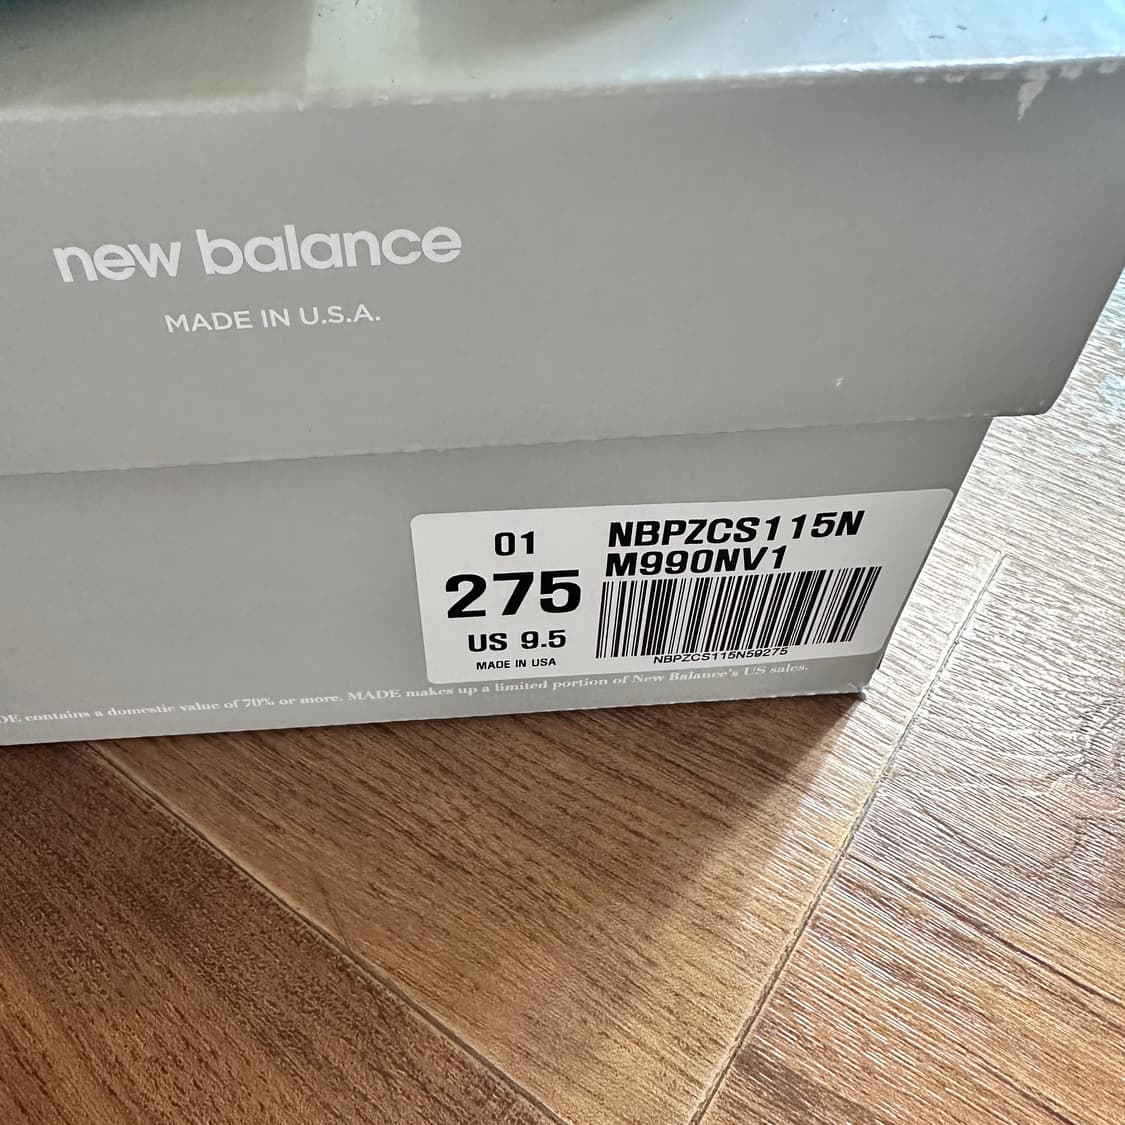 new balance
MADE IN U.S.A.
01
275
US 9.5
MADE IN USA
NBPZCS115N
M990NV1
NBPZCS115N59275
contains a domestic value of 70% or more. MADE makes up a limited portion of New Balance's US sales.